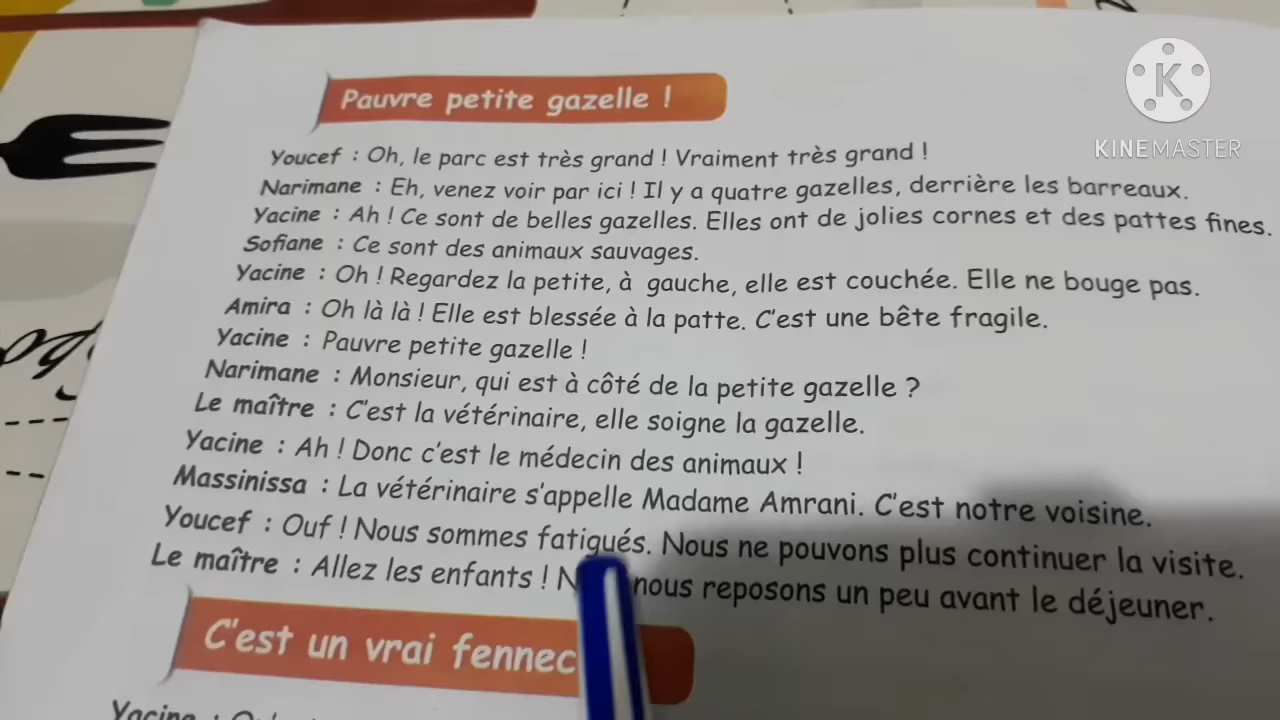 Pauvre petite gazelle !
Youcef : Oh, le parc est très grand ! Vraiment très grand !
Narimane : Eh, venez voir par ici ! Il y a quatre gazelles, derrière les barreaux.
Yacine : Ah ! Ce sont de belles gazelles. Elles ont de jolies cornes et des pattes fines.
Sofiane : Ce sont des animaux sauvages.
Yacine : Oh ! Regardez la petite, à gauche, elle est couchée. Elle ne bouge pas.
Amira : Oh là là ! Elle est blessée à la patte. C'est une bête fragile.
Yacine : Pauvre petite gazelle !
Narimane : Monsieur, qui est à côté de la petite gazelle ?
Le maître : C'est la vétérinaire, elle soigne la gazelle.
Yacine : Ah ! Donc c'est le médecin des animaux !
Massinissa : La vétérinaire s'appelle Madame Amrani. C'est notre voisine.
Youcef : Ouf ! Nous sommes fatigués. Nous ne pouvons plus continuer la visite.
Le maître : Allez les enfants ! nous reposons un peu avant le déjeuner.
C'est un vrai fennec
Yacine :
K
KINEMASTER